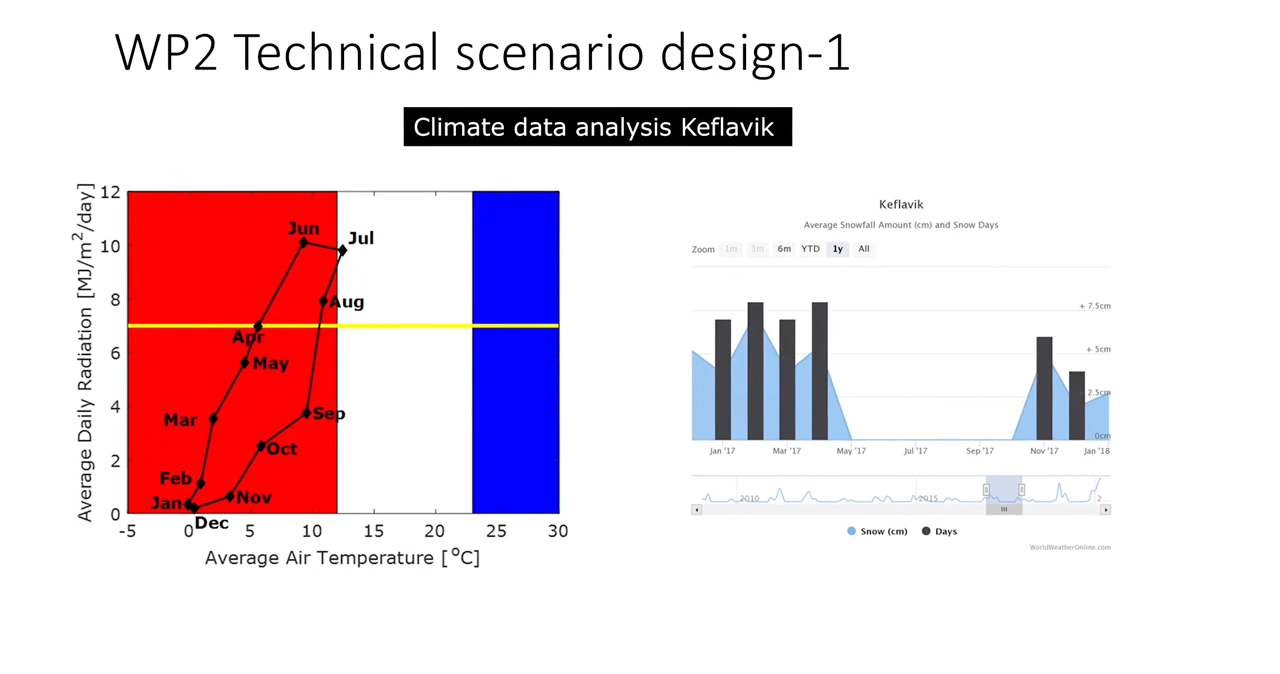 WP2 Technical scenario design-1
Climate data analysis Keflavik
Average Daily Radiation [MJ/m²/day]
12
10
8
6
4
2
0
Jun
Jul
Aug
Apr
May
Mar
Sep
Oct
Feb
Jan
Nov
Dec
-5 0 5 10 15 20 25 30
Average Air Temperature [°C]
Keflavik
Average Snowfall Amount (cm) and Snow Days
Zoom 1m 3m 6m YTD 1y All
+ 7.5cm
+ 5cm
2.5cm
0cm
Jan '17 Mar '17 May '17 Jul '17 Sep '17 Nov '17 Jan '18
2010 2015 2...
Snow (cm) Days
WorldWeatherOnline.com